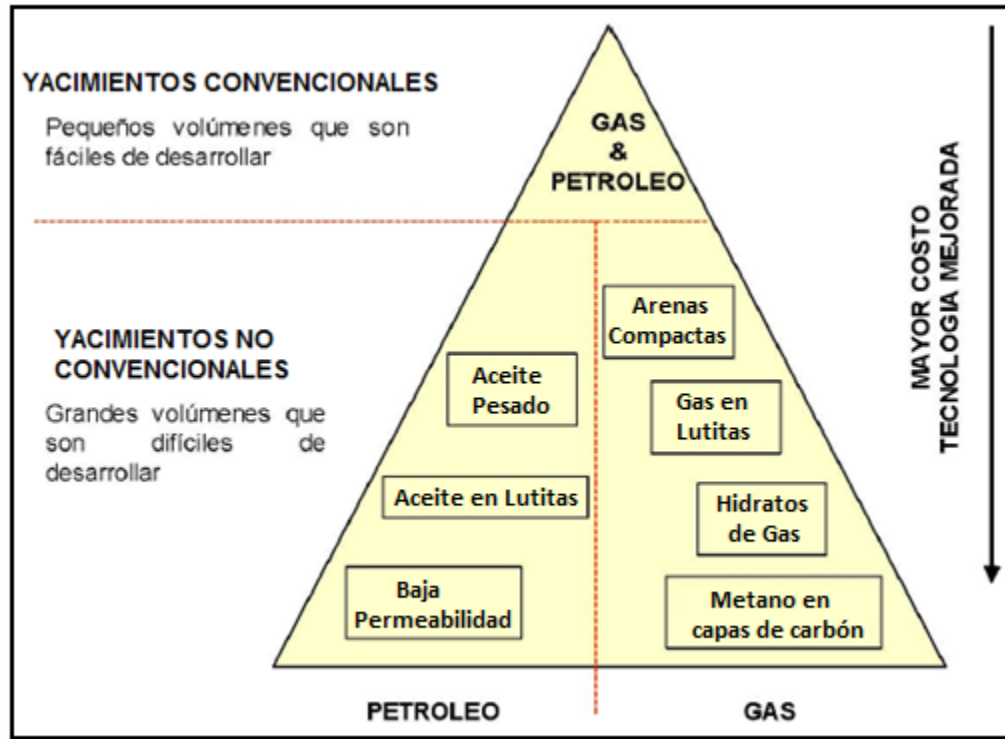 YACIMIENTOS CONVENCIONALES
Pequeños volúmenes que son
fáciles de desarrollar
GAS
&
PETROLEO
MAYOR COSTO
TECNOLOGIA MEJORADA
YACIMIENTOS NO
CONVENCIONALES
Grandes volúmenes que
son difíciles de
desarrollar
Arenas
Compactas
Aceite
Pesado
Gas en
Lutitas
Aceite en Lutitas
Hidratos
de Gas
Baja
Permeabilidad
Metano en
capas de carbón
PETROLEO
GAS